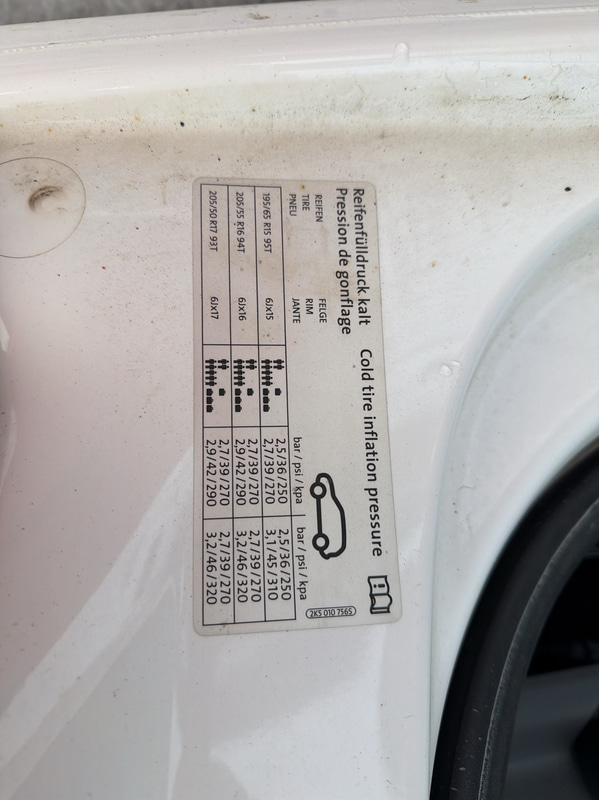 Reifenfülldruck kalt Cold tire inflation pressure
Pression de gonflage
REIFEN FELGE
TIRE RIM
PNEU JANTE bar / psi / kpa bar / psi / kpa
195/65 R15 95T 6Jx15 2,5/36/250 2,5/36/250
2,7/39/270 3,1/45/310
205/55 R16 94T 6Jx16 2,7/39/270 2,7/39/270
2,9/42/290 3,2/46/320
205/50 R17 93T 6Jx17 2,7/39/270 2,7/39/270
2,9/42/290 3,2/46/320
2K5 010 756S